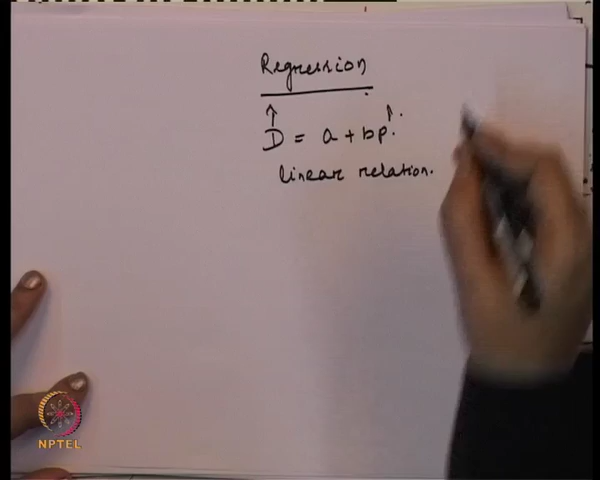 Regression
D = a + bp.
linear relation.
NPTEL